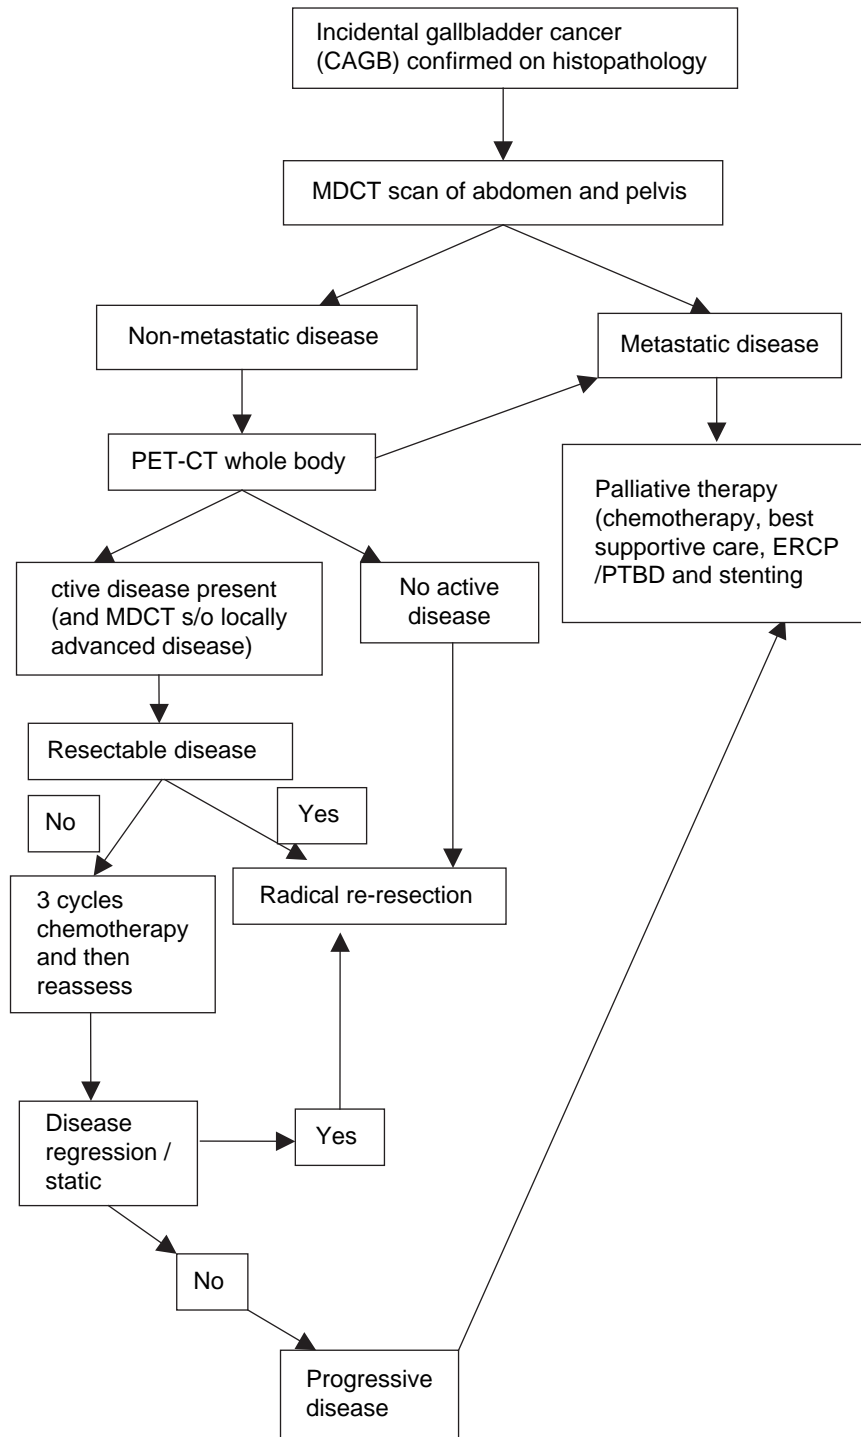 Incidental gallbladder cancer
(CAGB) confirmed on histopathology
MDCT scan of abdomen and pelvis
Non-metastatic disease
Metastatic disease
PET-CT whole body
Palliative therapy
(chemotherapy, best
supportive care, ERCP
/PTBD and stenting
ctive disease present
(and MDCT s/o locally
advanced disease)
No active
disease
Resectable disease
No
Yes
3 cycles
chemotherapy
and then
reassess
Radical re-resection
Disease
regression /
static
Yes
No
Progressive
disease